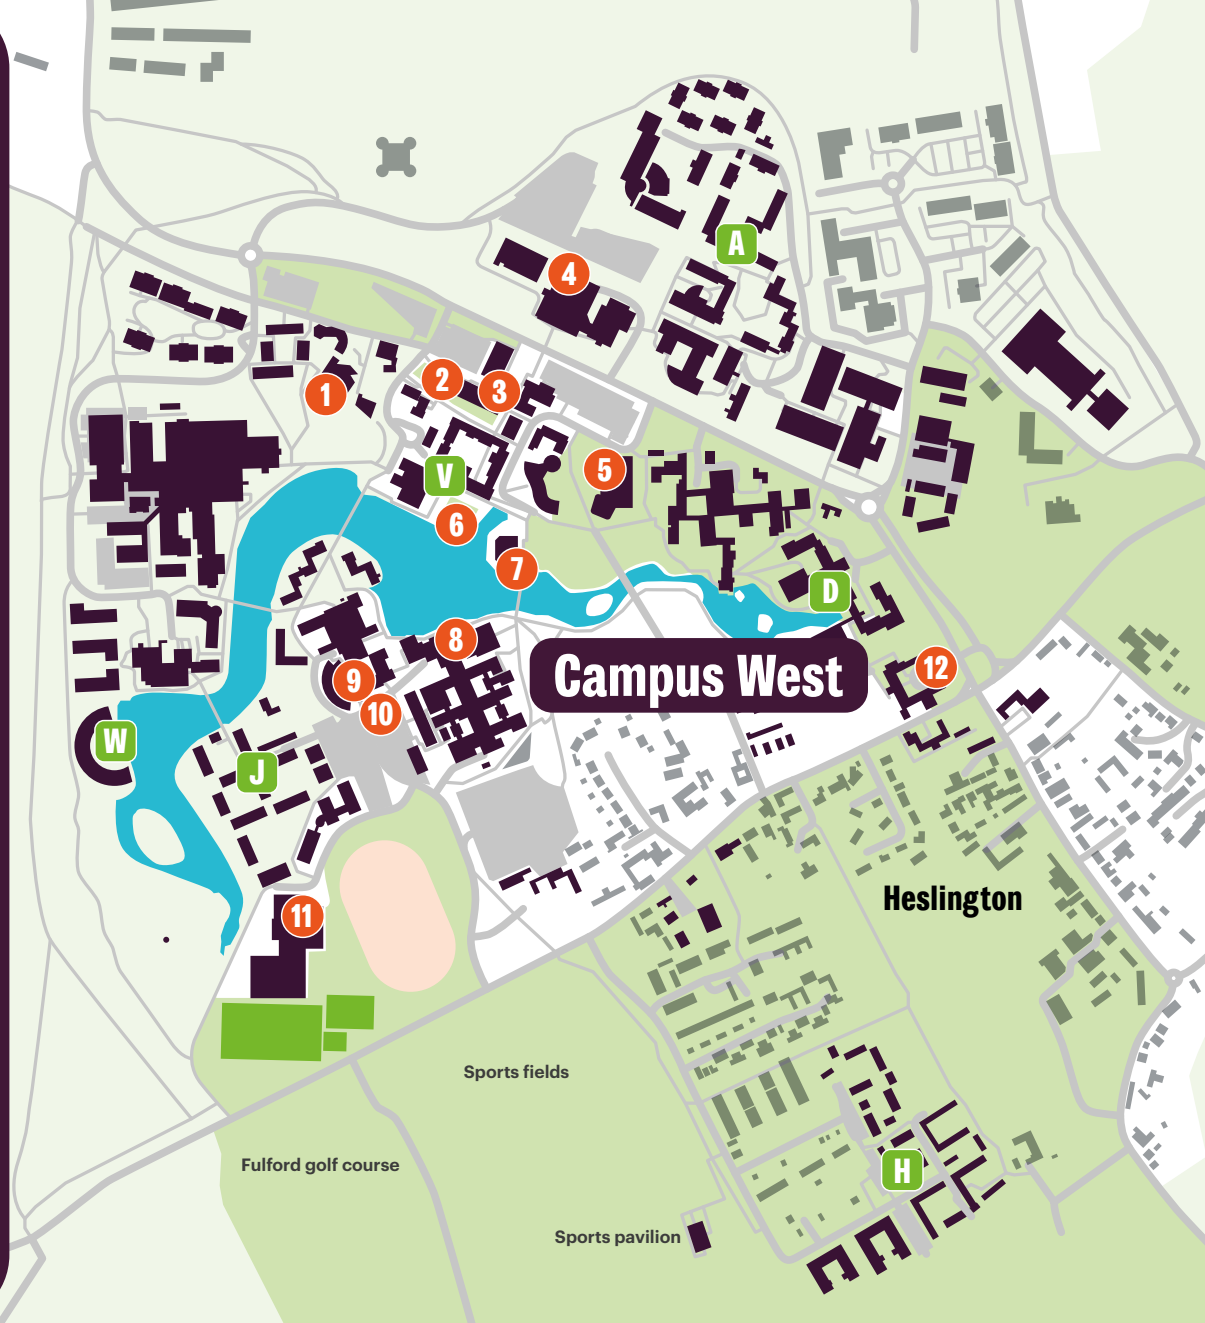 A
4
2
3
1
5
V
6
7
D
8
12
Campus West
9
10
W
J
Heslington
11
Sports fields
Fulford golf course
H
Sports pavilion